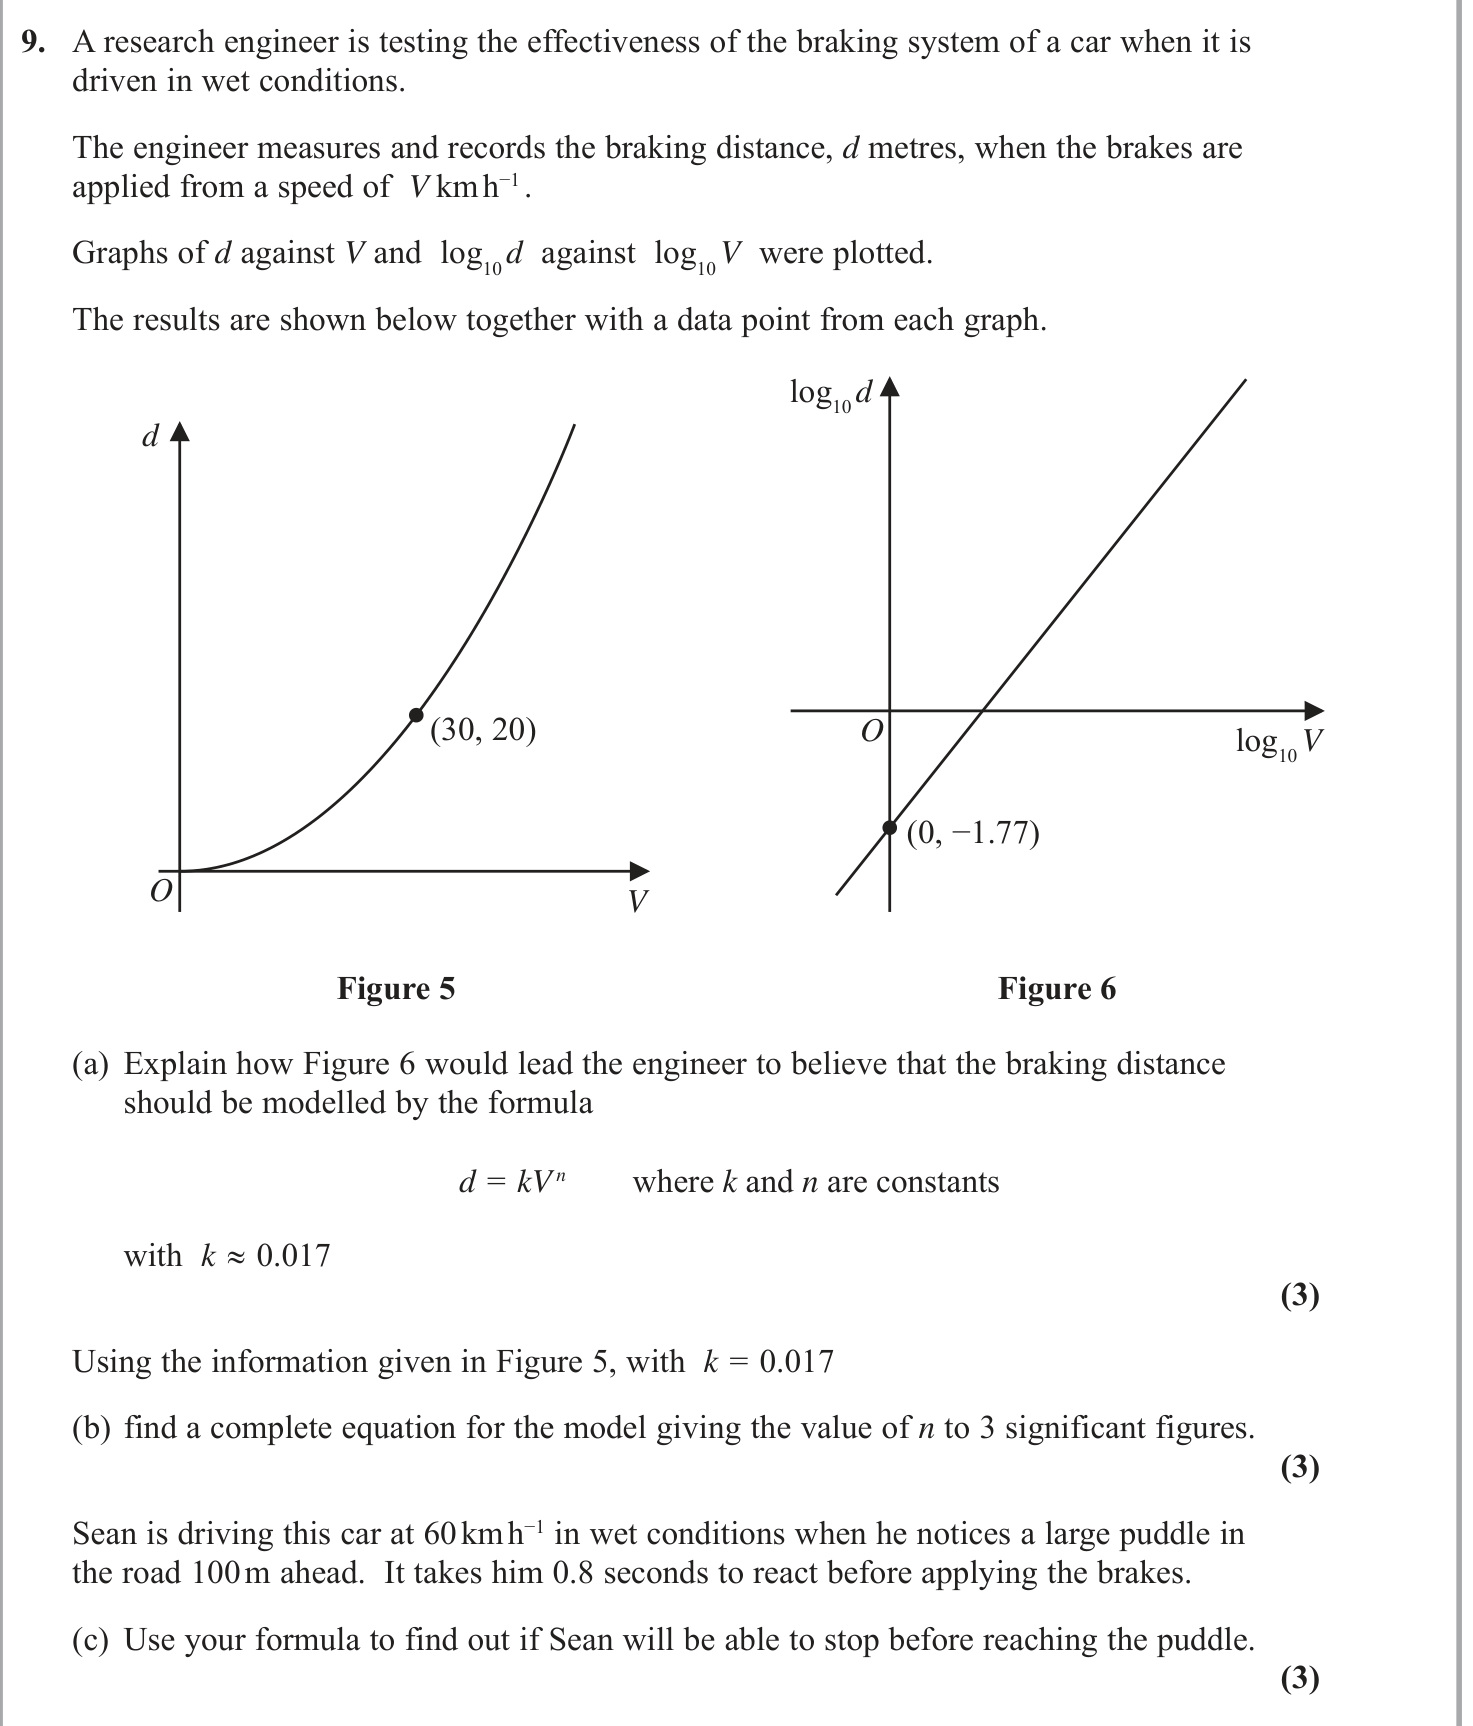 9. A research engineer is testing the effectiveness of the braking system of a car when it is
driven in wet conditions.
The engineer measures and records the braking distance, d metres, when the brakes are
applied from a speed of V km h⁻¹.
Graphs of d against V and log₁₀ d against log₁₀ V were plotted.
The results are shown below together with a data point from each graph.
d
(30, 20)
O
V
Figure 5
log₁₀ d
O
log₁₀ V
(0, −1.77)
Figure 6
(a) Explain how Figure 6 would lead the engineer to believe that the braking distance
should be modelled by the formula
d = kVⁿ where k and n are constants
with k ≈ 0.017
(3)
Using the information given in Figure 5, with k = 0.017
(b) find a complete equation for the model giving the value of n to 3 significant figures.
(3)
Sean is driving this car at 60 km h⁻¹ in wet conditions when he notices a large puddle in
the road 100 m ahead. It takes him 0.8 seconds to react before applying the brakes.
(c) Use your formula to find out if Sean will be able to stop before reaching the puddle.
(3)